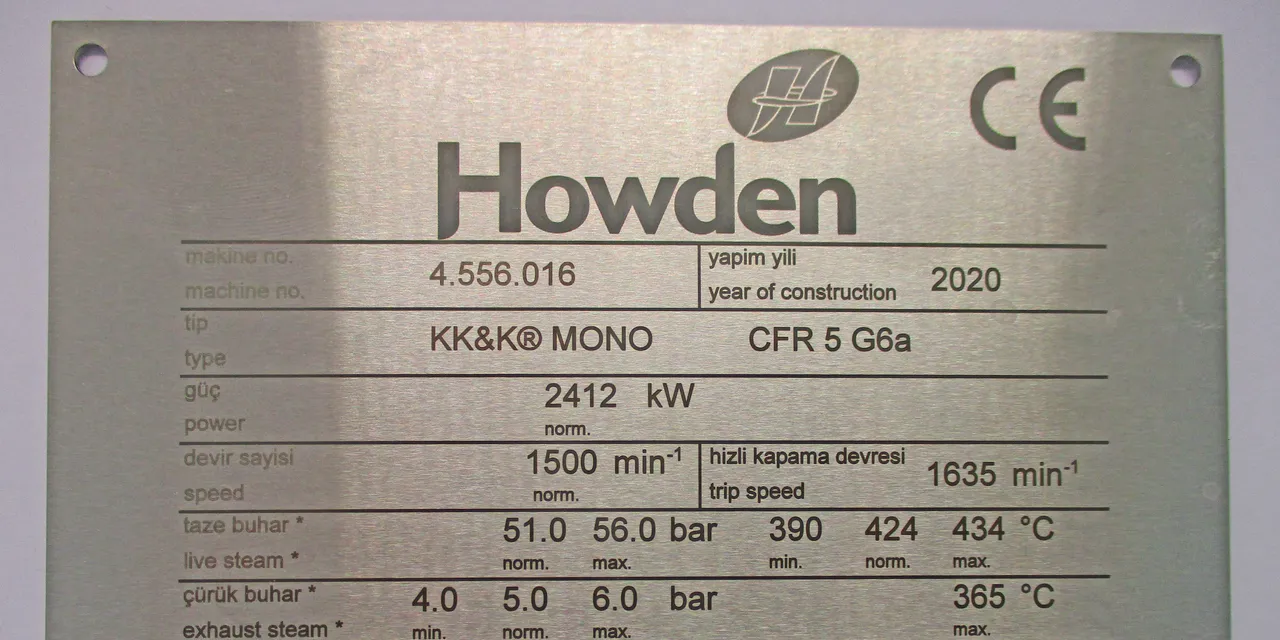 CE
Howden
makine no.
machine no.
4.556.016
yapim yili
year of construction
2020
tip
type
KK&K® MONO CFR 5 G6a
güç
power
2412 kW
norm.
devir sayisi
speed
1500 min⁻¹
norm.
hizli kapama devresi
trip speed
1635 min⁻¹
taze buhar * 51.0 56.0 bar 390 424 434 °C
live steam * norm. max. min. norm. max.
çürük buhar * 4.0 5.0 6.0 bar 365 °C
exhaust steam * min. norm. max. max.